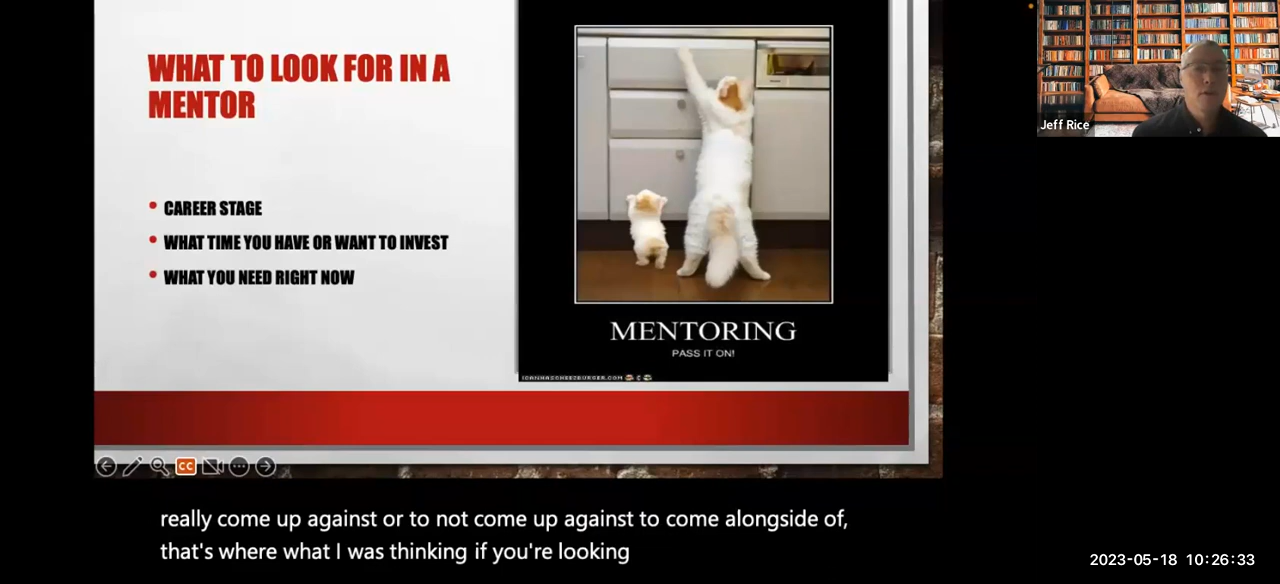 WHAT TO LOOK FOR IN A
MENTOR
CAREER STAGE
WHAT TIME YOU HAVE OR WANT TO INVEST
WHAT YOU NEED RIGHT NOW
MENTORING
PASS IT ON!
ICANHASCHEEZBURGER.COM
Jeff Rice
CC
really come up against or to not come up against to come alongside of,
that's where what I was thinking if you're looking
2023-05-18 10:26:33